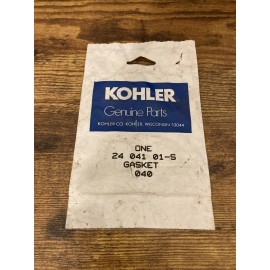 KOHLER
Genuine Parts
KOHLER CO. KOHLER, WISCONSIN 53044
ONE
24 041 01-S
GASKET
040